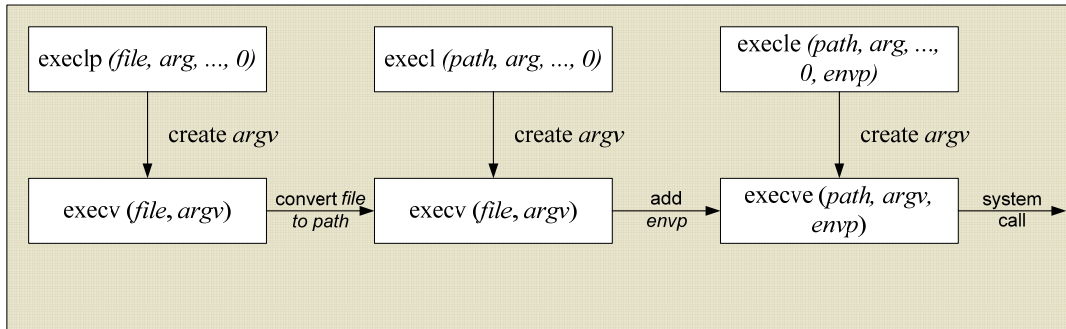 execlp (file, arg, ..., 0)
execl (path, arg, ..., 0)
execle (path, arg, ...,
0, envp)
create argv
create argv
create argv
execv (file, argv)
convert file
to path
execv (file, argv)
add
envp
execve (path, argv,
envp)
system
call